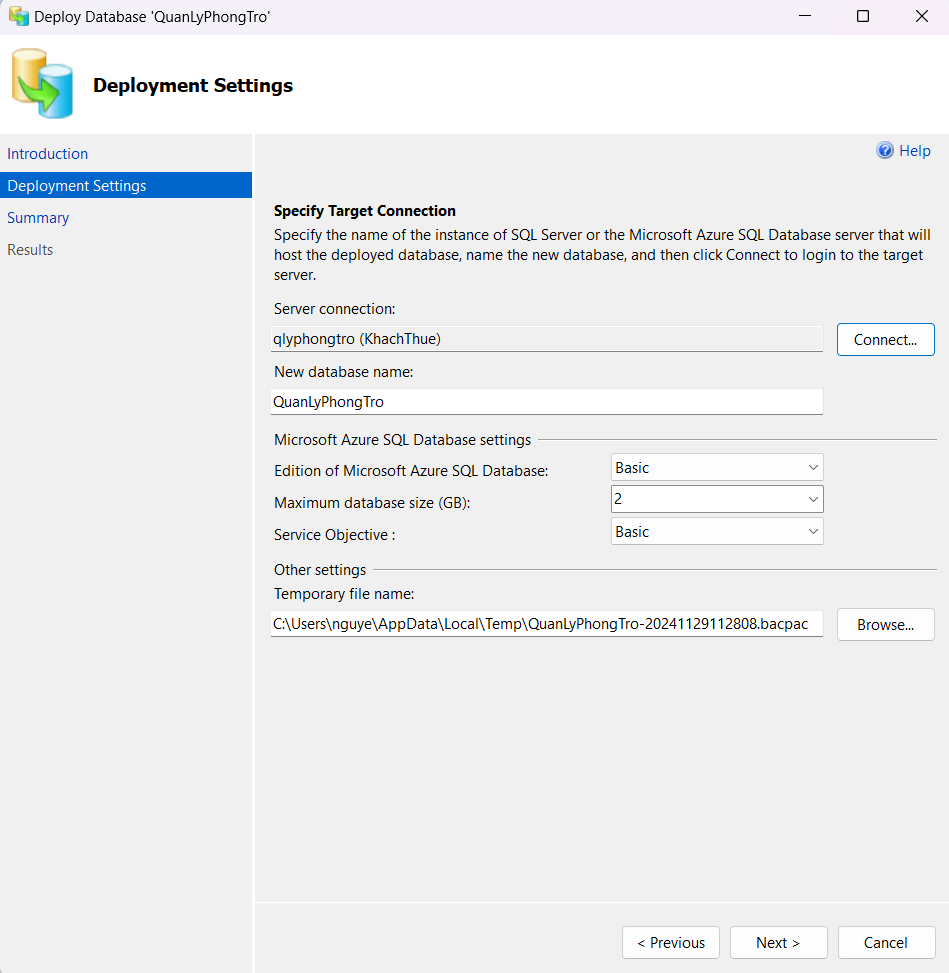 Deploy Database 'QuanLyPhongTro'
Deployment Settings
Introduction
Deployment Settings
Summary
Results
Help
Specify Target Connection
Specify the name of the instance of SQL Server or the Microsoft Azure SQL Database server that will
host the deployed database, name the new database, and then click Connect to login to the target
server.
Server connection:
qlyphongtro (KhachThue)
Connect...
New database name:
QuanLyPhongTro
Microsoft Azure SQL Database settings
Edition of Microsoft Azure SQL Database:
Basic
Maximum database size (GB):
2
Service Objective :
Basic
Other settings
Temporary file name:
C:\Users\nguye\AppData\Local\Temp\QuanLyPhongTro-20241129112808.bacpac
Browse...
< Previous
Next >
Cancel